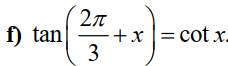 f) tan(2π/3 + x) = cot x.